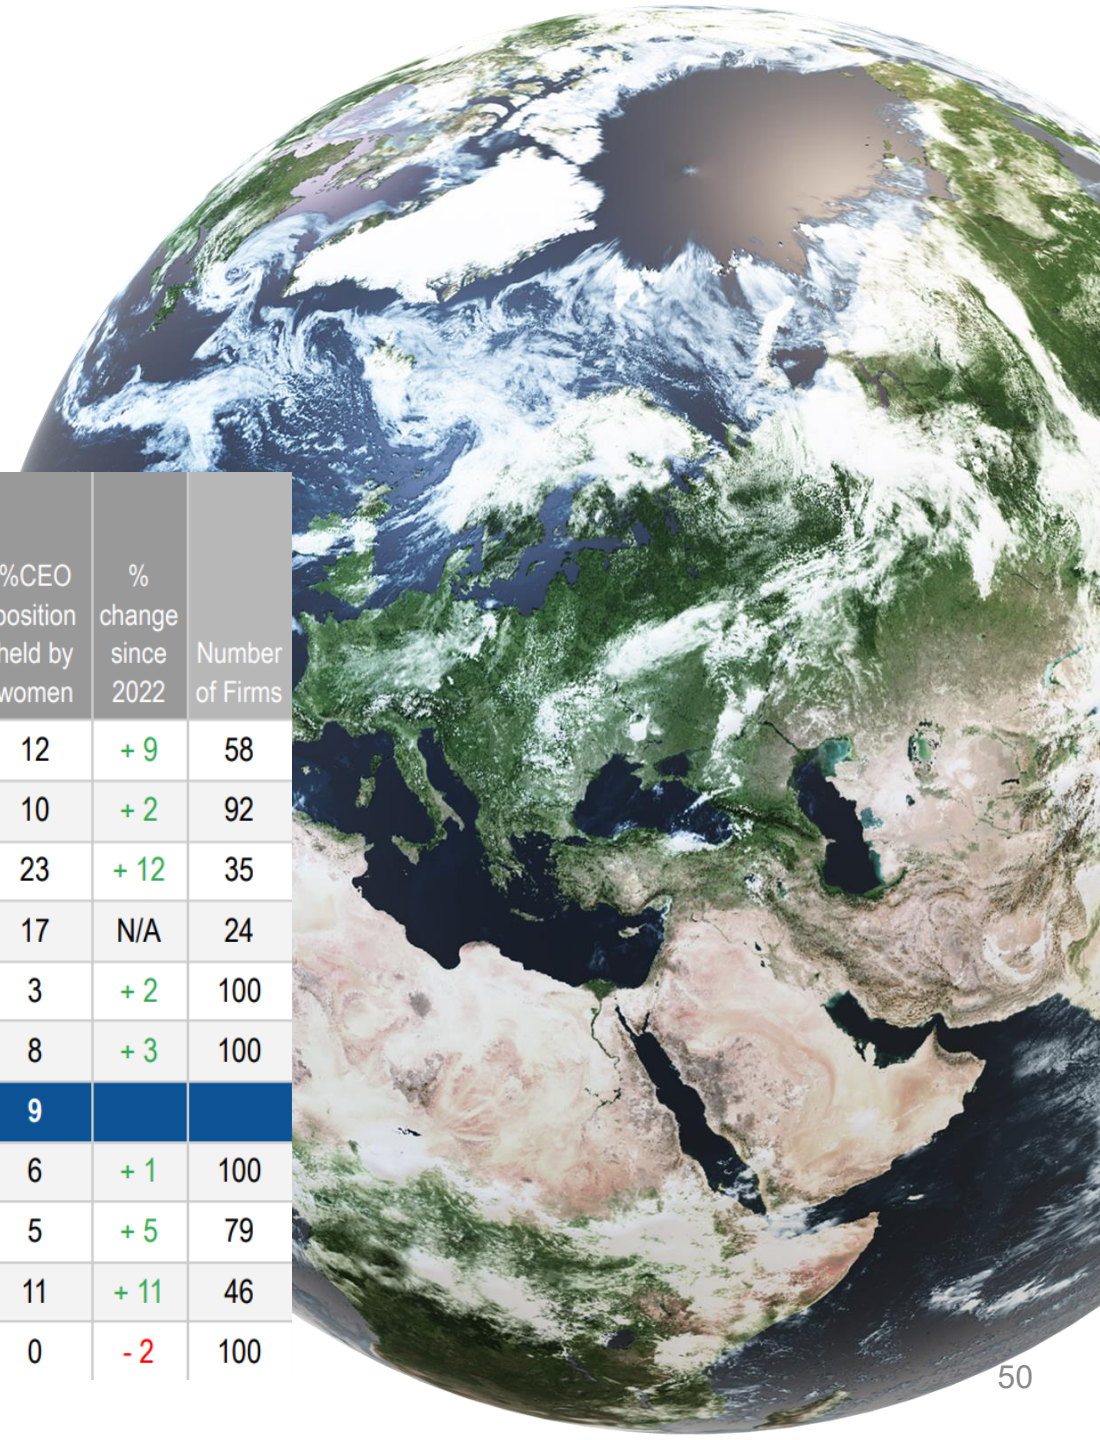 %CEO % 
position change
held by since Number
women 2022 of Firms
12 + 9 58
10 + 2 92
23 + 12 35
17 N/A 24
3 + 2 100
8 + 3 100
9
6 + 1 100
5 + 5 79
11 + 11 46
0 - 2 100
50